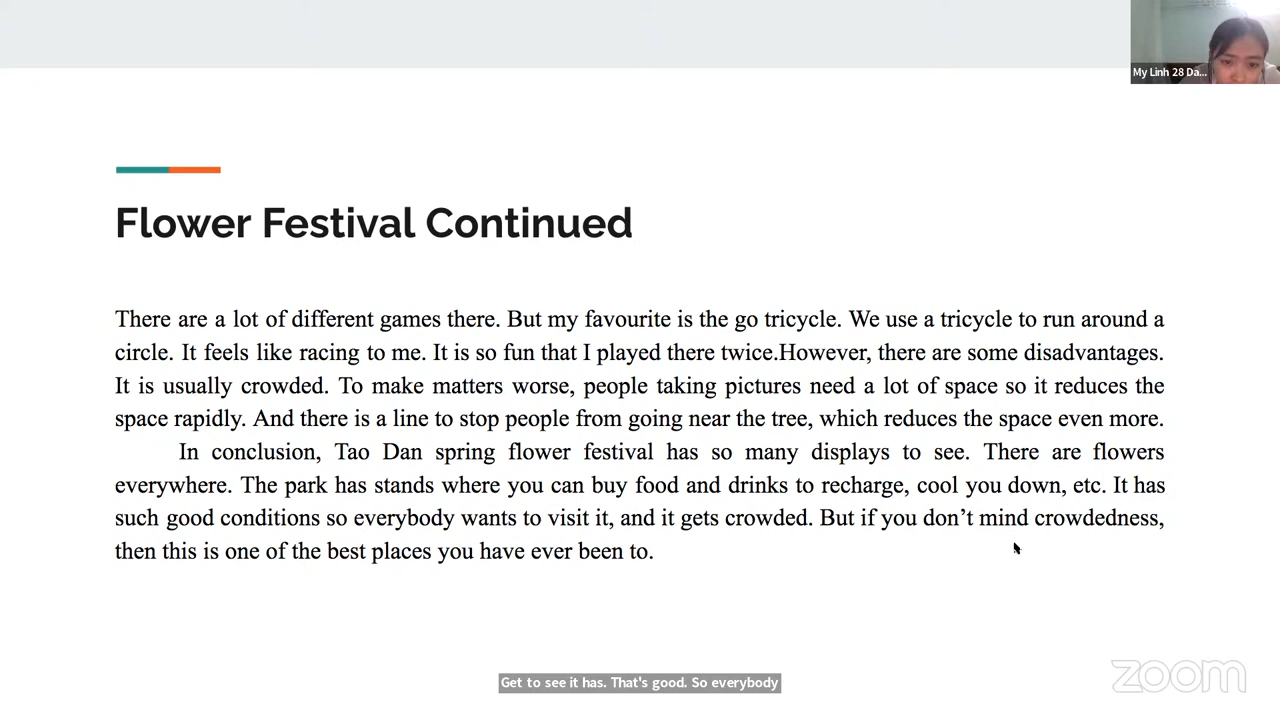 My Linh 28 Da...
Flower Festival Continued
There are a lot of different games there. But my favourite is the go tricycle. We use a tricycle to run around a
circle. It feels like racing to me. It is so fun that I played there twice.However, there are some disadvantages.
It is usually crowded. To make matters worse, people taking pictures need a lot of space so it reduces the
space rapidly. And there is a line to stop people from going near the tree, which reduces the space even more.
In conclusion, Tao Dan spring flower festival has so many displays to see. There are flowers
everywhere. The park has stands where you can buy food and drinks to recharge, cool you down, etc. It has
such good conditions so everybody wants to visit it, and it gets crowded. But if you don’t mind crowdedness,
then this is one of the best places you have ever been to.
Get to see it has. That's good. So everybody
zoom